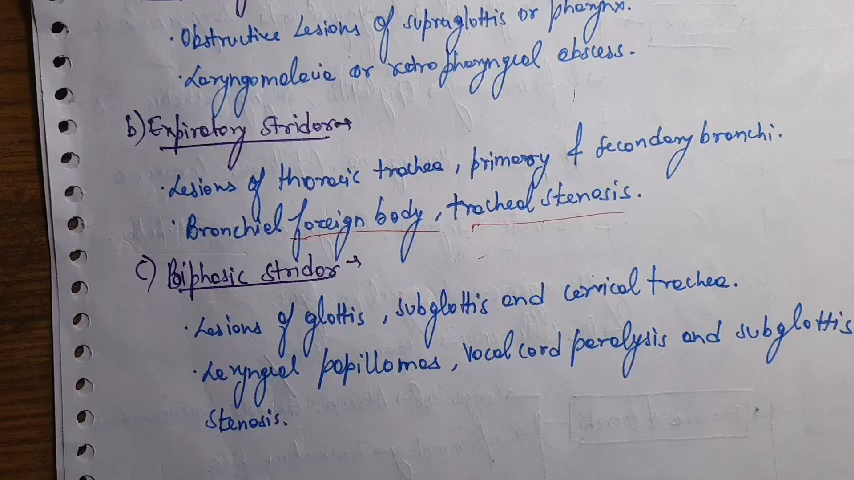 · Obstructive Lesions of supraglottis or pharynx.
· Laryngomalacia or retropharyngeal abscess.
b) Expiratory stridor →
· Lesions of thoracic trachea, primary & secondary bronchi.
· Bronchial foreign body, tracheal stenosis.
c) Biphasic stridor →
· Lesions of glottis, subglottis and cervical trachea.
· Laryngeal papillomas, vocal cord paralysis and subglottis
stenosis.